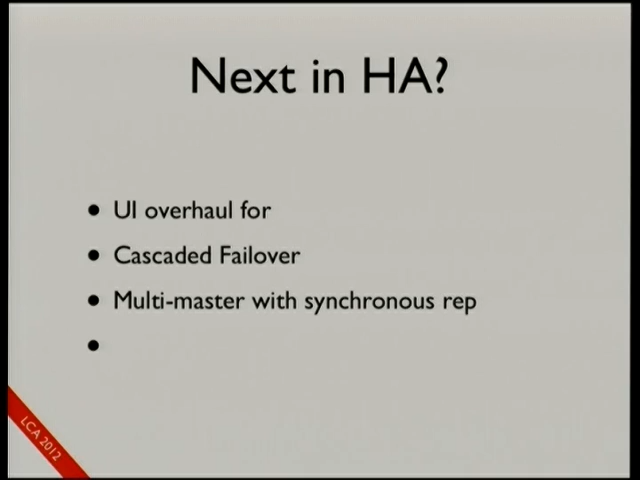 Next in HA?
• UI overhaul for
• Cascaded Failover
• Multi-master with synchronous rep
•
LCA 2012